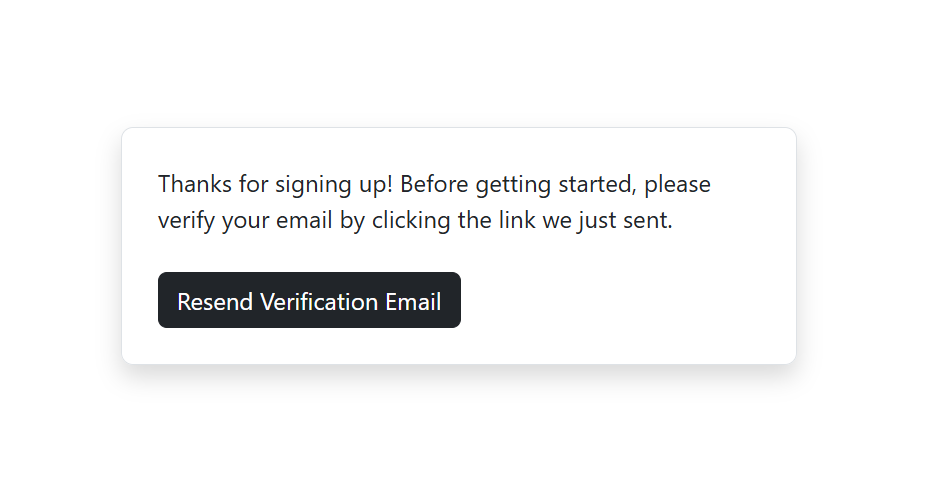 Thanks for signing up! Before getting started, please
verify your email by clicking the link we just sent.
Resend Verification Email